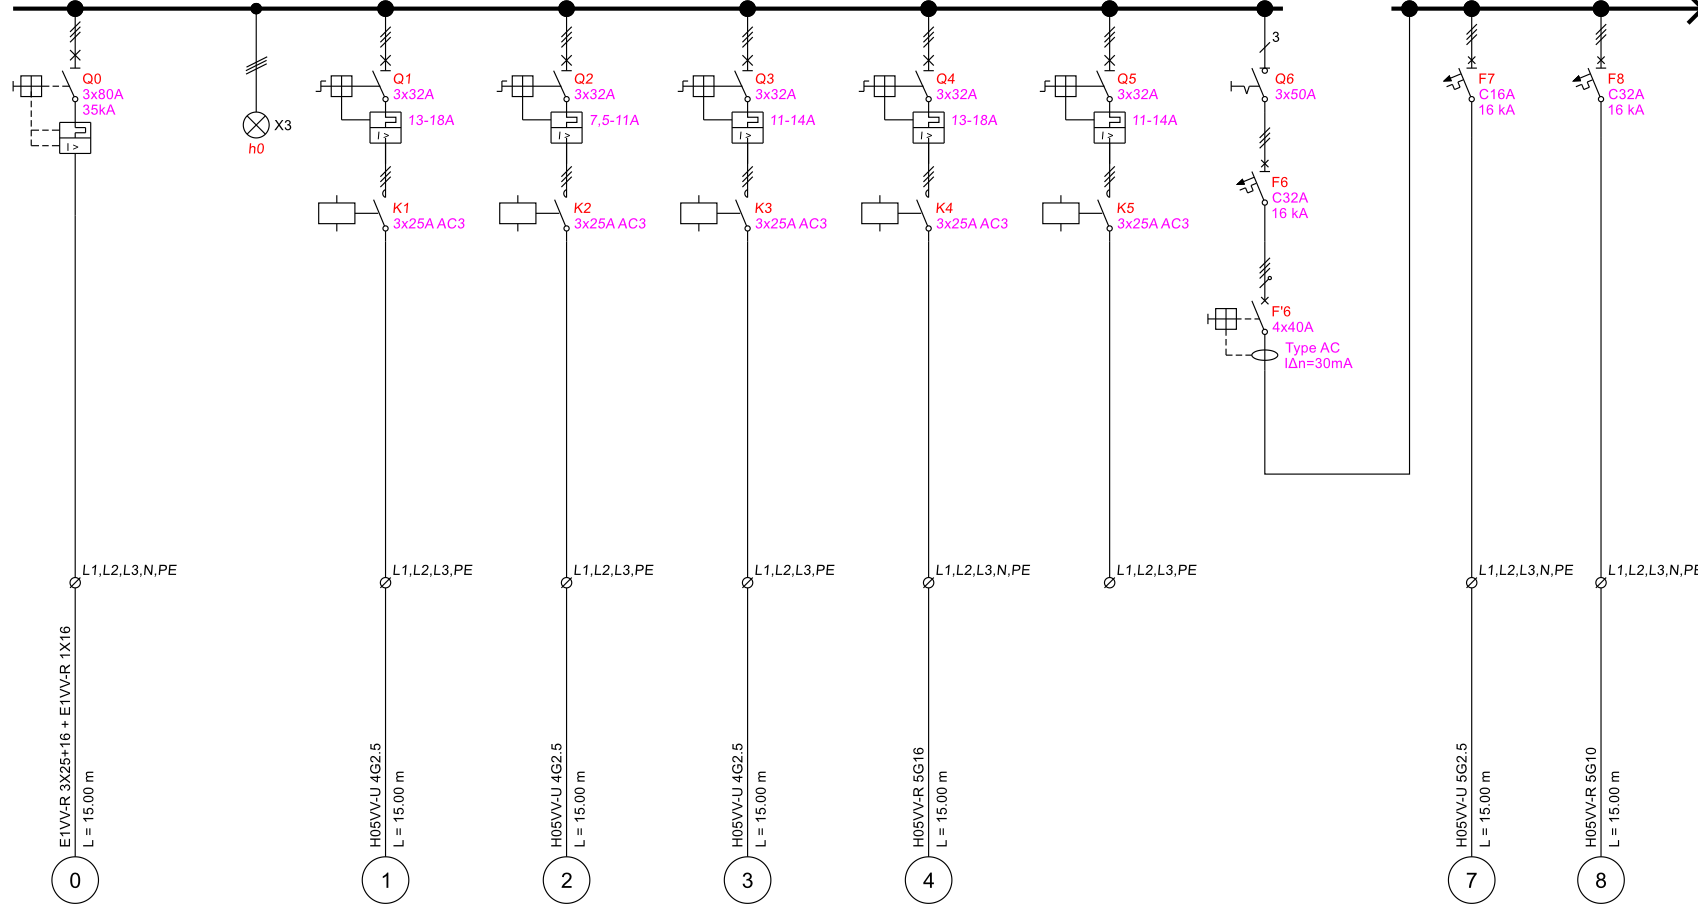 Q0
3x80A
35kA
I >
L1,L2,L3,N,PE
E1VV-R 3X25+16 + E1VV-R 1X16
L = 15.00 m
0
X3
h0
Q1
3x32A
13-18A
I >
K1
3x25A AC3
L1,L2,L3,PE
H05VV-U 4G2.5
L = 15.00 m
1
Q2
3x32A
7,5-11A
I >
K2
3x25A AC3
L1,L2,L3,PE
H05VV-U 4G2.5
L = 15.00 m
2
Q3
3x32A
11-14A
I >
K3
3x25A AC3
L1,L2,L3,PE
H05VV-U 4G2.5
L = 15.00 m
3
Q4
3x32A
13-18A
I >
K4
3x25A AC3
L1,L2,L3,N,PE
H05VV-R 5G16
L = 15.00 m
4
Q5
3x32A
11-14A
I >
K5
3x25A AC3
L1,L2,L3,PE
3
Q6
3x50A
F6
C32A
16 kA
F'6
4x40A
Type AC
IΔn=30mA
F7
C16A
16 kA
L1,L2,L3,N,PE
H05VV-U 5G2.5
L = 15.00 m
7
F8
C32A
16 kA
L1,L2,L3,N,PE
H05VV-R 5G10
L = 15.00 m
8